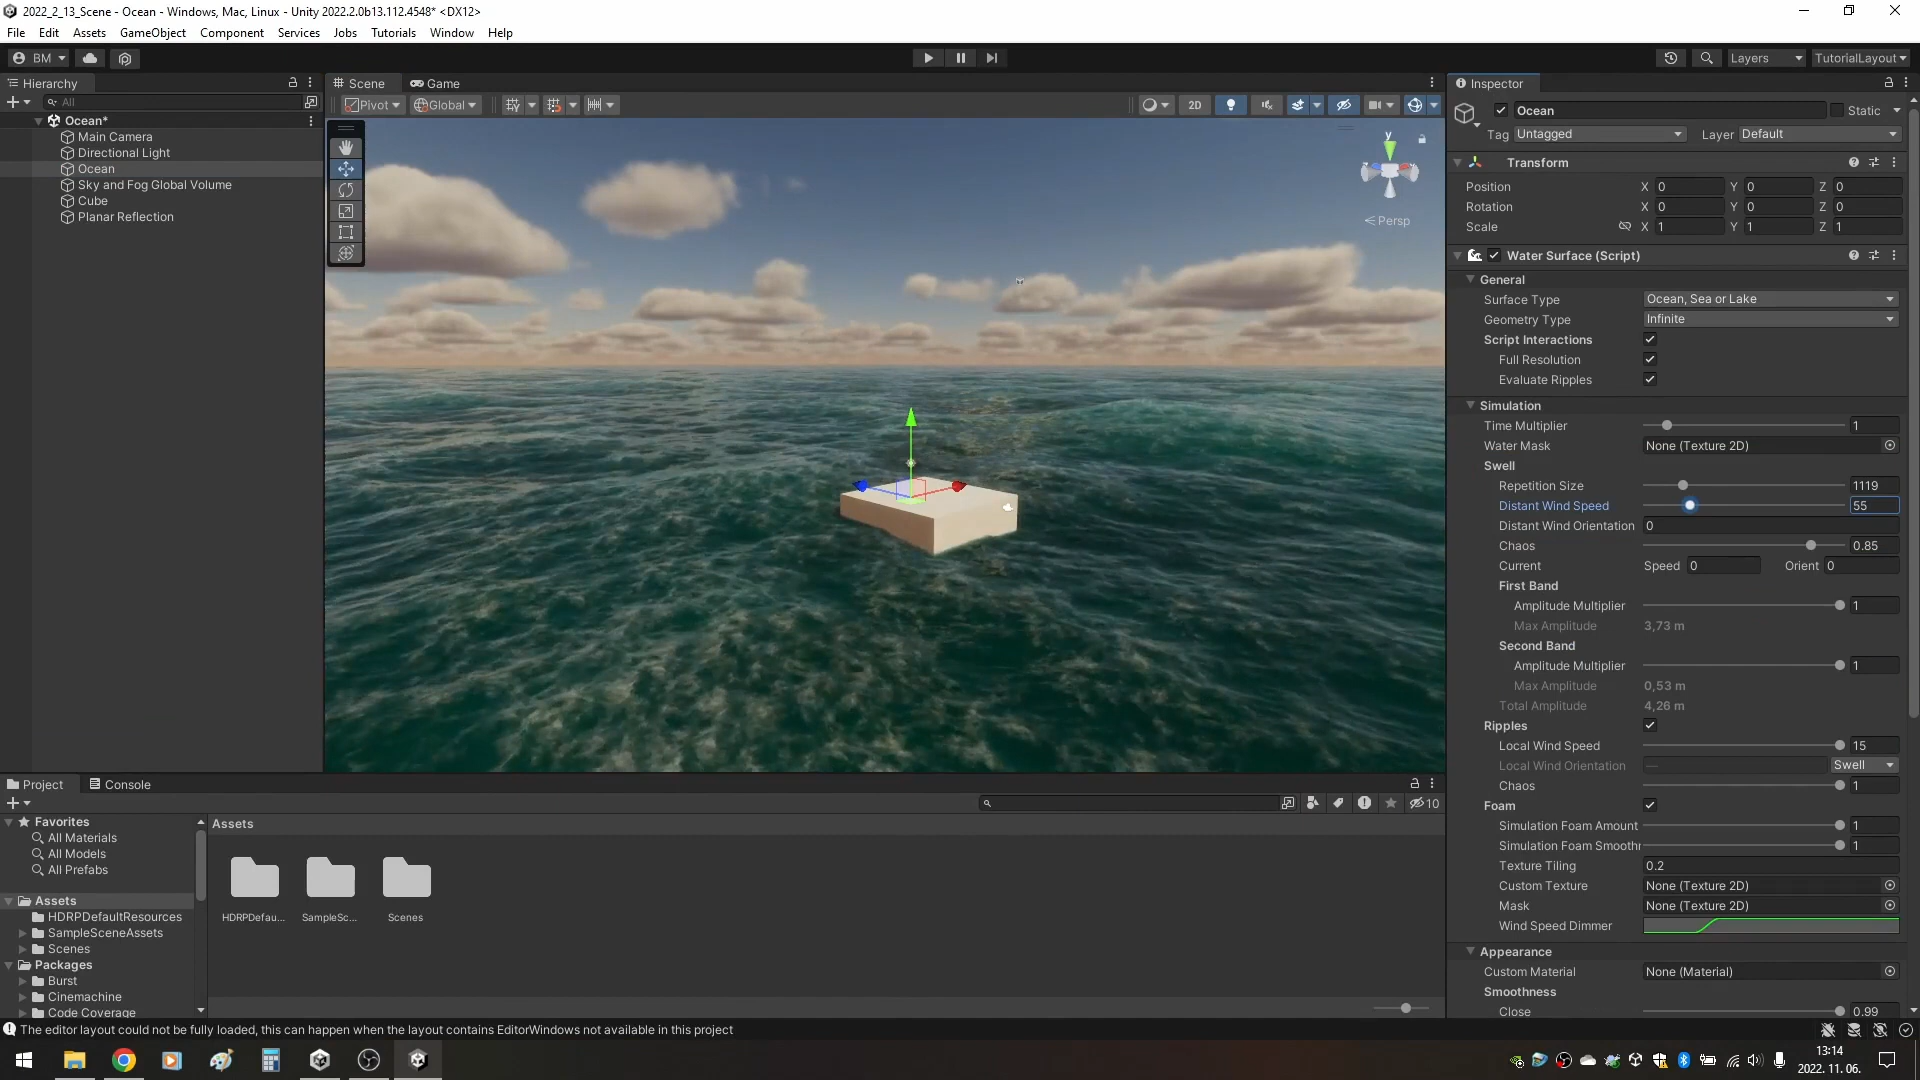 2022_2_13_Scene - Ocean - Windows, Mac, Linux - Unity 2022.2.0b13.112.4548* <DX12>
File Edit Assets GameObject Component Services Jobs Tutorials Window Help
BM Layers TutorialLayout
Hierarchy
All
Ocean*
Main Camera
Directional Light
Ocean
Sky and Fog Global Volume
Cube
Planar Reflection
Scene Game
Pivot Global 2D
y
Persp
Inspector
Ocean Static
Tag Untagged Layer Default
Transform
Position X 0 Y 0 Z 0
Rotation X 0 Y 0 Z 0
Scale X 1 Y 1 Z 1
Water Surface (Script)
General
Surface Type Ocean, Sea or Lake
Geometry Type Infinite
Script Interactions
Full Resolution
Evaluate Ripples
Simulation
Time Multiplier 1
Water Mask None (Texture 2D)
Swell
Repetition Size 1119
Distant Wind Speed 55
Distant Wind Orientation 0
Chaos 0.85
Current Speed 0 Orient 0
First Band
Amplitude Multiplier 1
Max Amplitude 3,73 m
Second Band
Amplitude Multiplier 1
Max Amplitude 0,53 m
Total Amplitude 4,26 m
Ripples
Local Wind Speed 15
Local Wind Orientation — Swell
Chaos 1
Foam
Simulation Foam Amount 1
Simulation Foam Smooth 1
Texture Tiling 0.2
Custom Texture None (Texture 2D)
Mask None (Texture 2D)
Wind Speed Dimmer
Appearance
Custom Material None (Material)
Smoothness
Close 0.99
Project Console
10
Favorites
All Materials
All Models
All Prefabs
Assets
HDRPDefaultResources
SampleSceneAssets
Scenes
Packages
Burst
Cinemachine
Code Coverage
Assets
HDRPDefau... SampleSc... Scenes
The editor layout could not be fully loaded, this can happen when the layout contains EditorWindows not available in this project
13:14
2022. 11. 06.